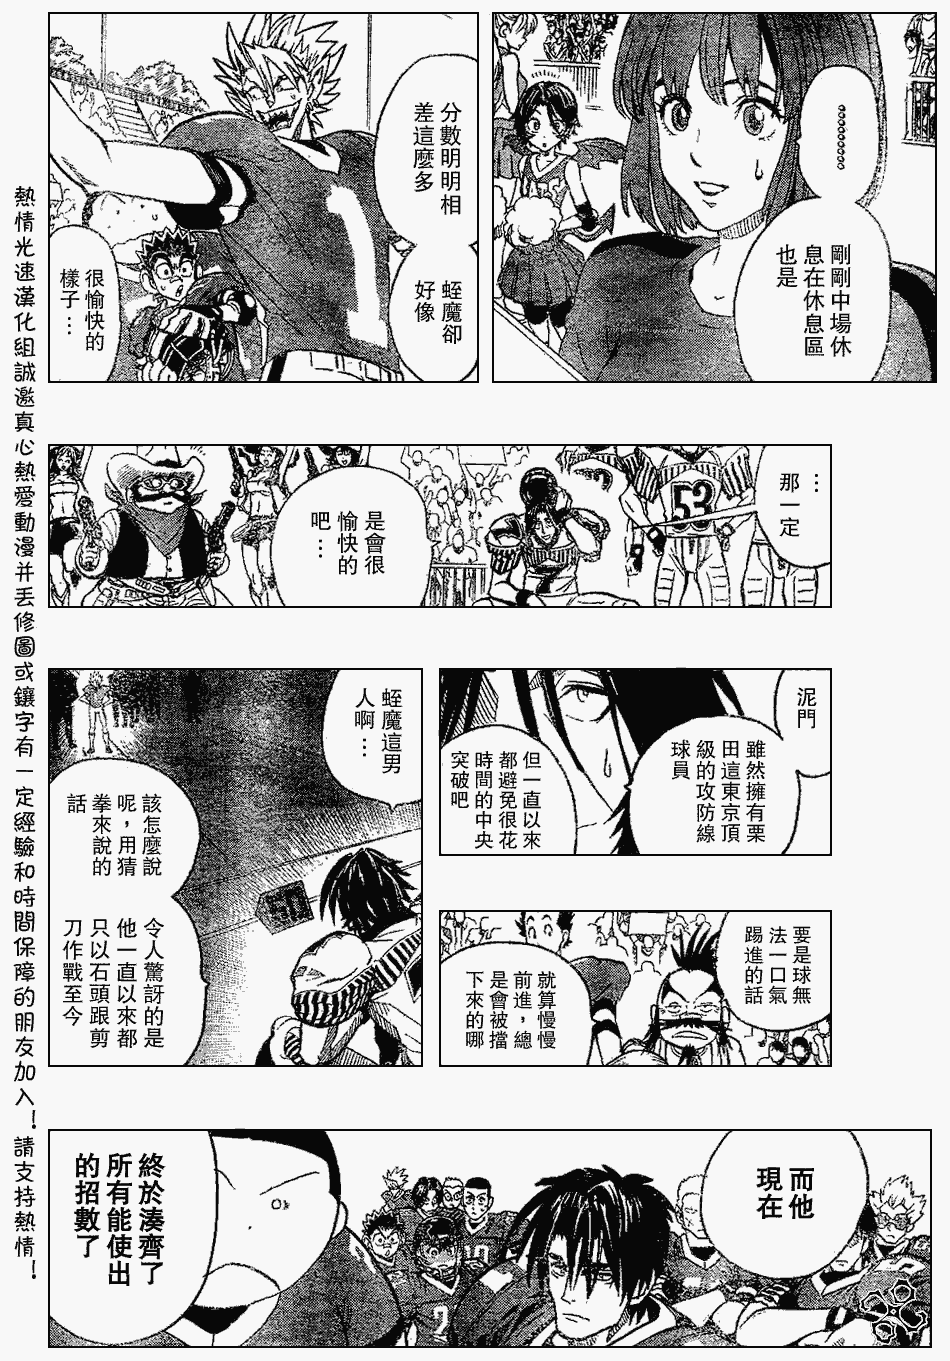 ………
剛剛中場休
息在休息區
也是
分數明明相
差這麼多
蛭魔卻
好像
很愉快的
樣子…
1
…
那一定
是會很
愉快的
吧…
53
泥門
雖然擁有栗
田這東京頂
級的攻防線
球員
但一直以來
都避免很花
時間的中央
突破吧
要是球無
法一口氣
踢進的話
就算慢慢
前進，總
是會被擋
下來的哪
蛭魔這男
人啊…
該怎麼說
呢，用猜
拳來說的
話
令人驚訝的是
他一直以來都
只以石頭跟剪
刀作戰至今
50
而他
現在
終於湊齊了
所有能使出
的招數了
熱情光速漢化組誠邀真心熱愛動漫并丟修圖或鑲字有一定經驗和時間保障的朋友加入！請支持熱情！